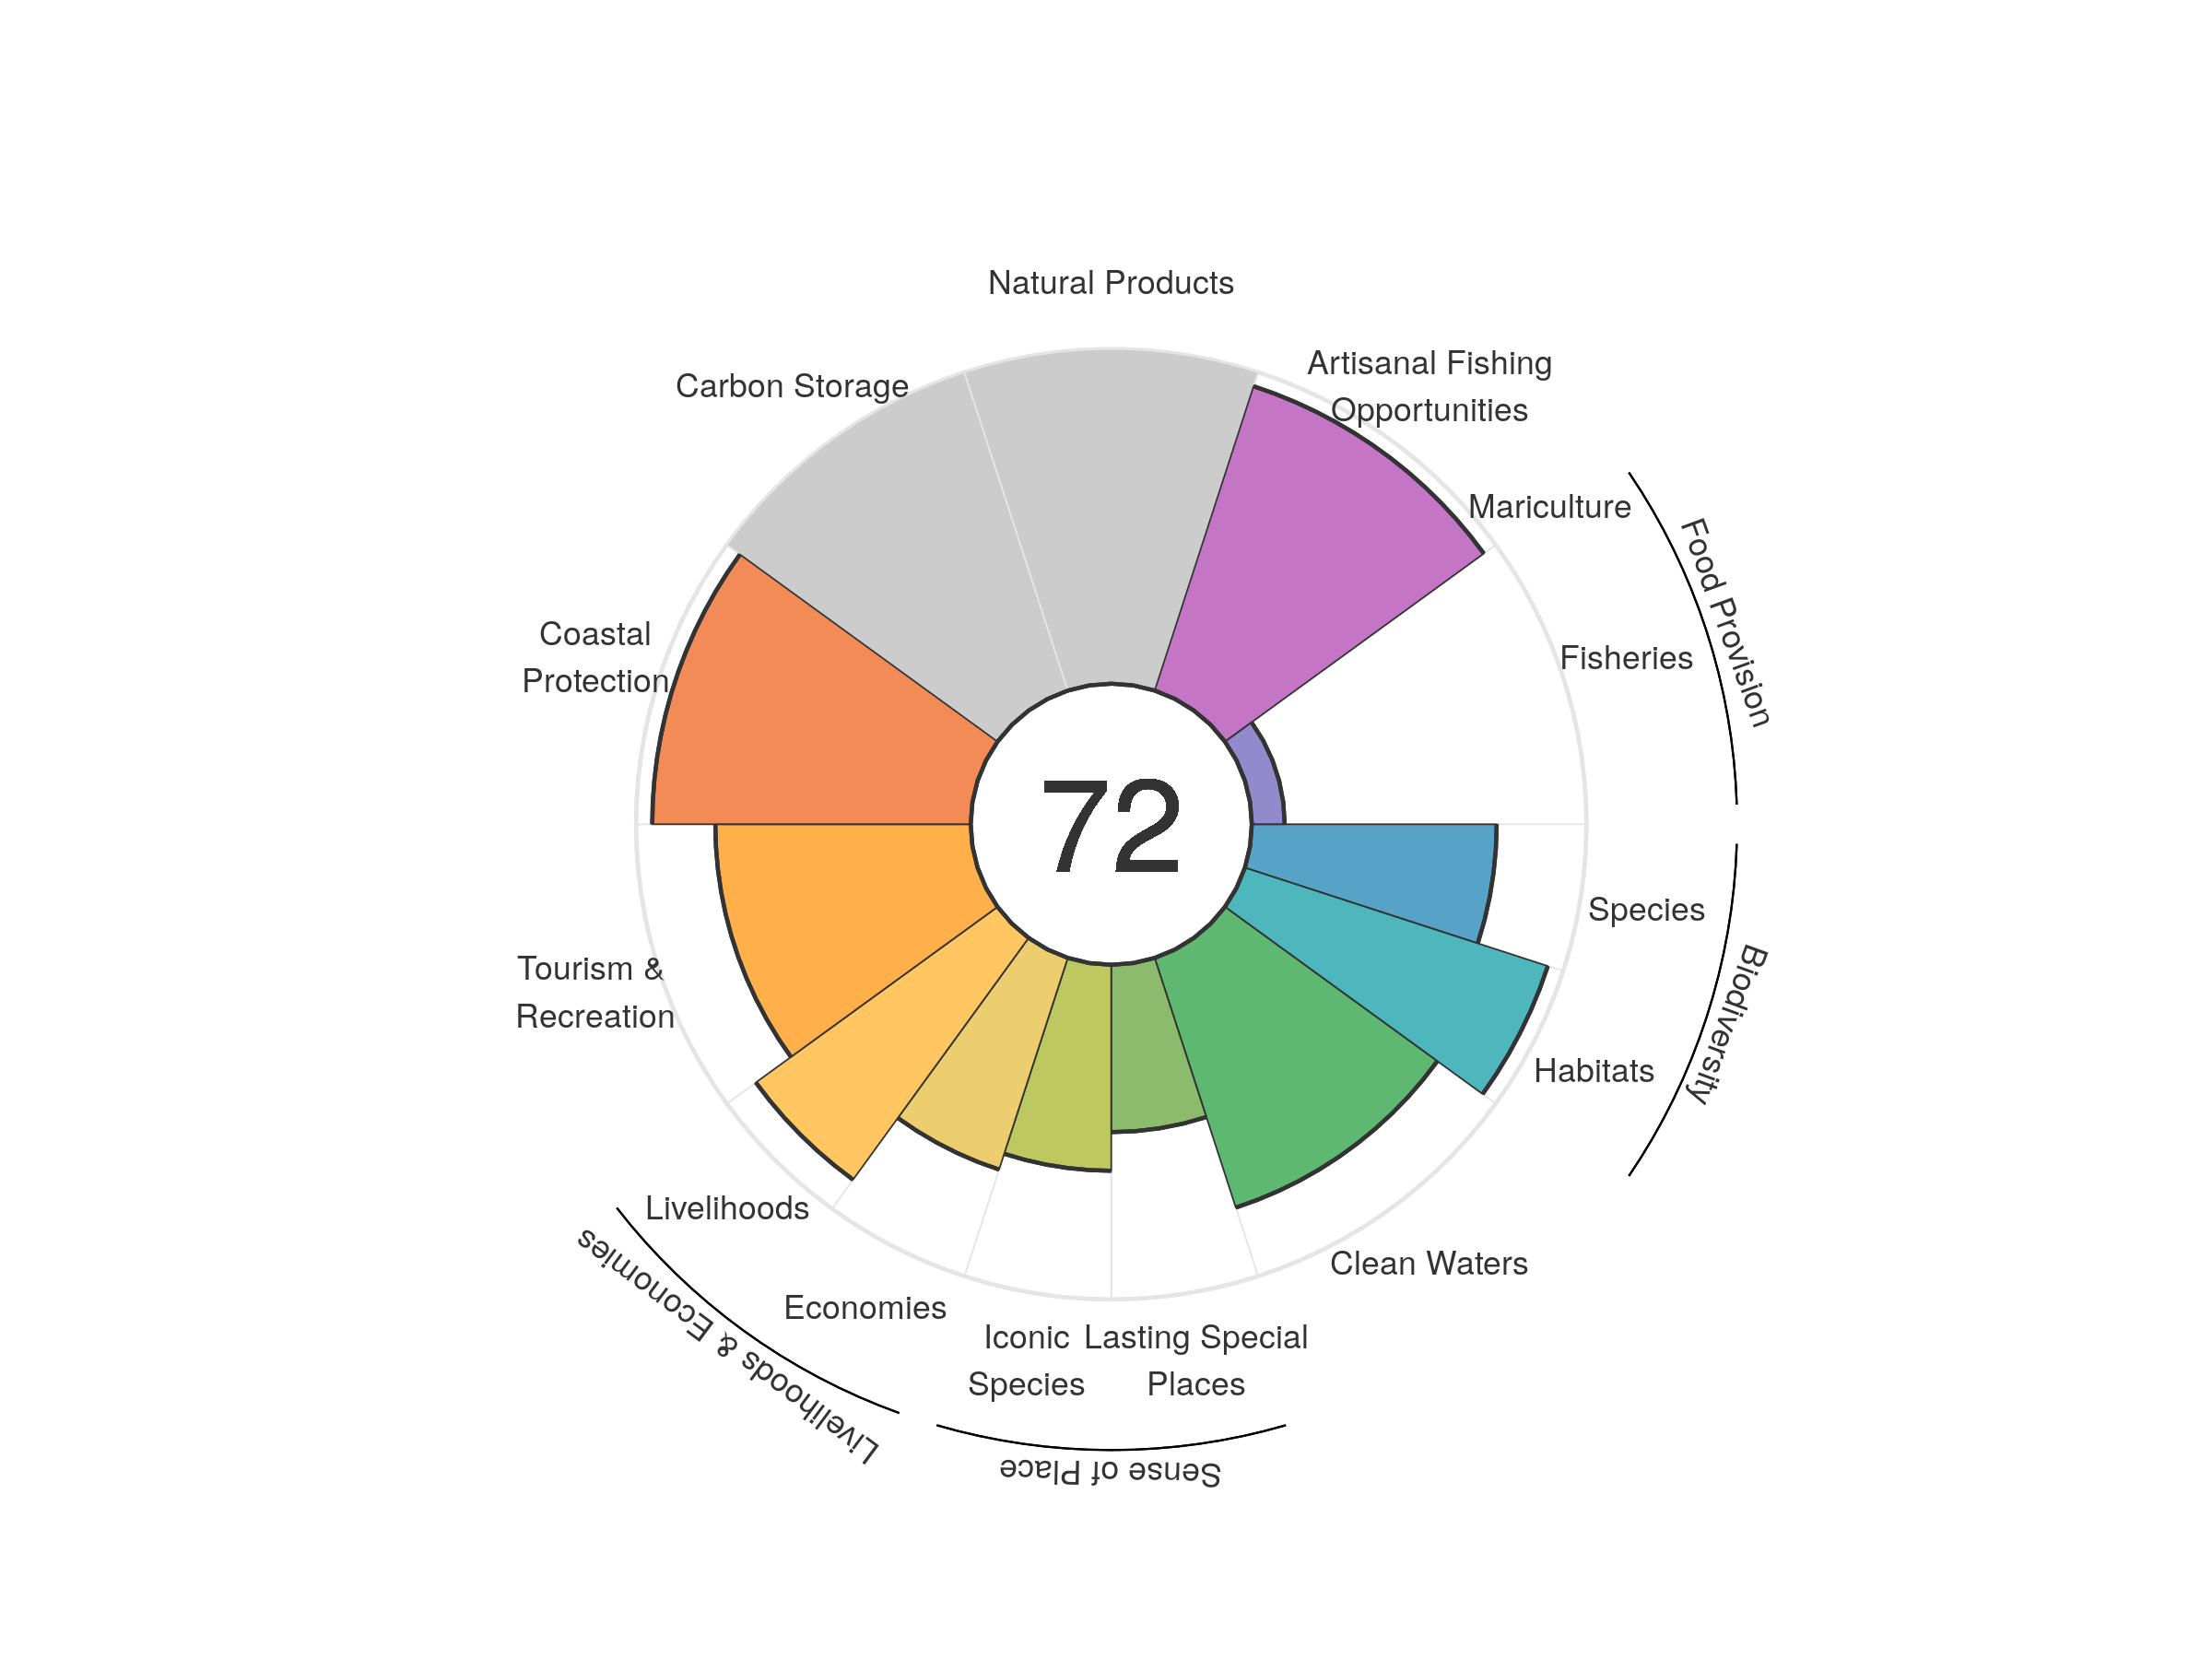 Natural Products
Artisanal Fishing
Opportunities
Carbon Storage
Mariculture
Food Provision
Fisheries
Coastal
Protection
72
Species
Biodiversity
Tourism &
Recreation
Habitats
Livelihoods
Clean Waters
Livelihoods & Economies
Economies
Iconic
Species
Lasting Special
Places
Sense of Place